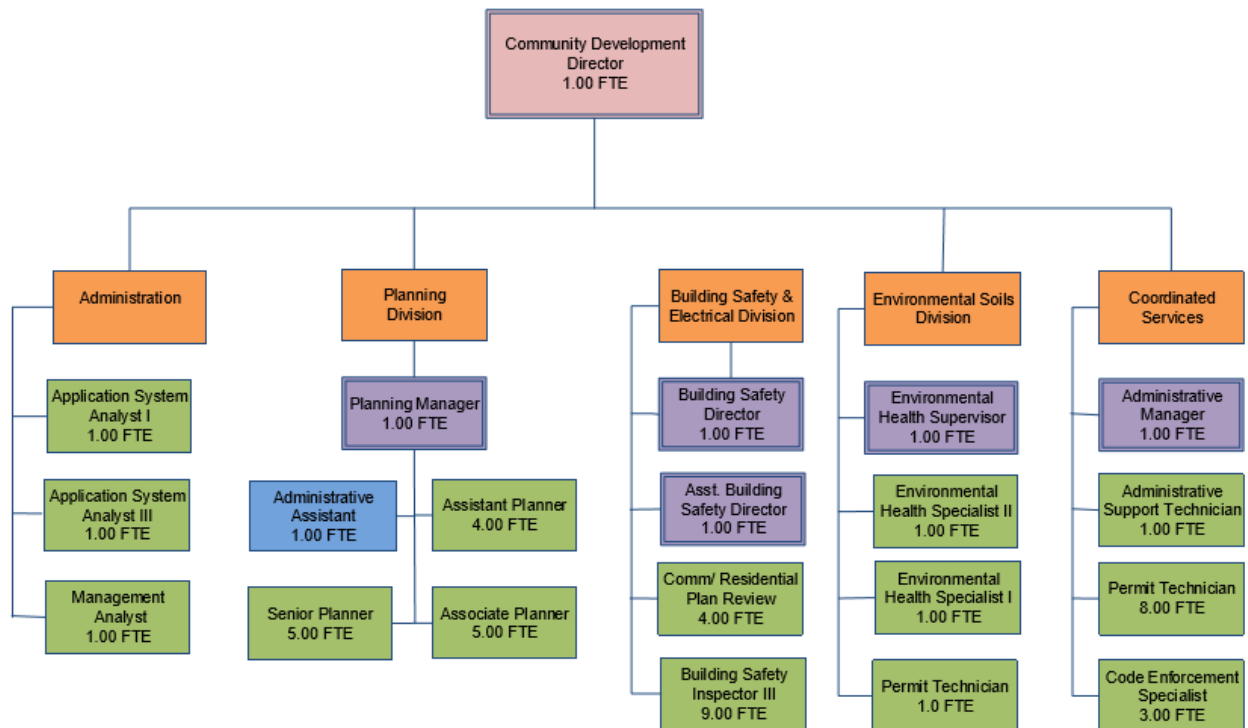 Community Development
Director
1.00 FTE
Administration
Planning
Division
Building Safety &
Electrical Division
Environmental Soils
Division
Coordinated
Services
Application System
Analyst I
1.00 FTE
Application System
Analyst III
1.00 FTE
Management
Analyst
1.00 FTE
Planning Manager
1.00 FTE
Administrative
Assistant
1.00 FTE
Assistant Planner
4.00 FTE
Senior Planner
5.00 FTE
Associate Planner
5.00 FTE
Building Safety
Director
1.00 FTE
Asst. Building
Safety Director
1.00 FTE
Comm/ Residential
Plan Review
4.00 FTE
Building Safety
Inspector III
9.00 FTE
Environmental
Health Supervisor
1.00 FTE
Environmental
Health Specialist II
1.00 FTE
Environmental
Health Specialist I
1.00 FTE
Permit Technician
1.0 FTE
Administrative
Manager
1.00 FTE
Administrative
Support Technician
1.00 FTE
Permit Technician
8.00 FTE
Code Enforcement
Specialist
3.00 FTE